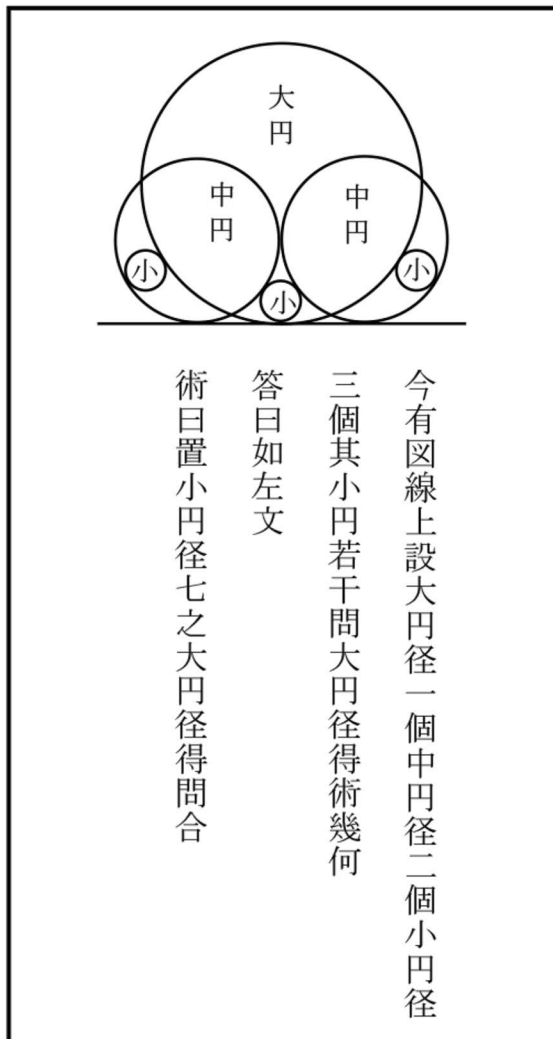 大円
中円
中円
小
小
小
今有図線上設大円径一個中円径二個小円径
三個其小円若干問大円径得術幾何
答曰如左文
術曰置小円径七之大円径得問合